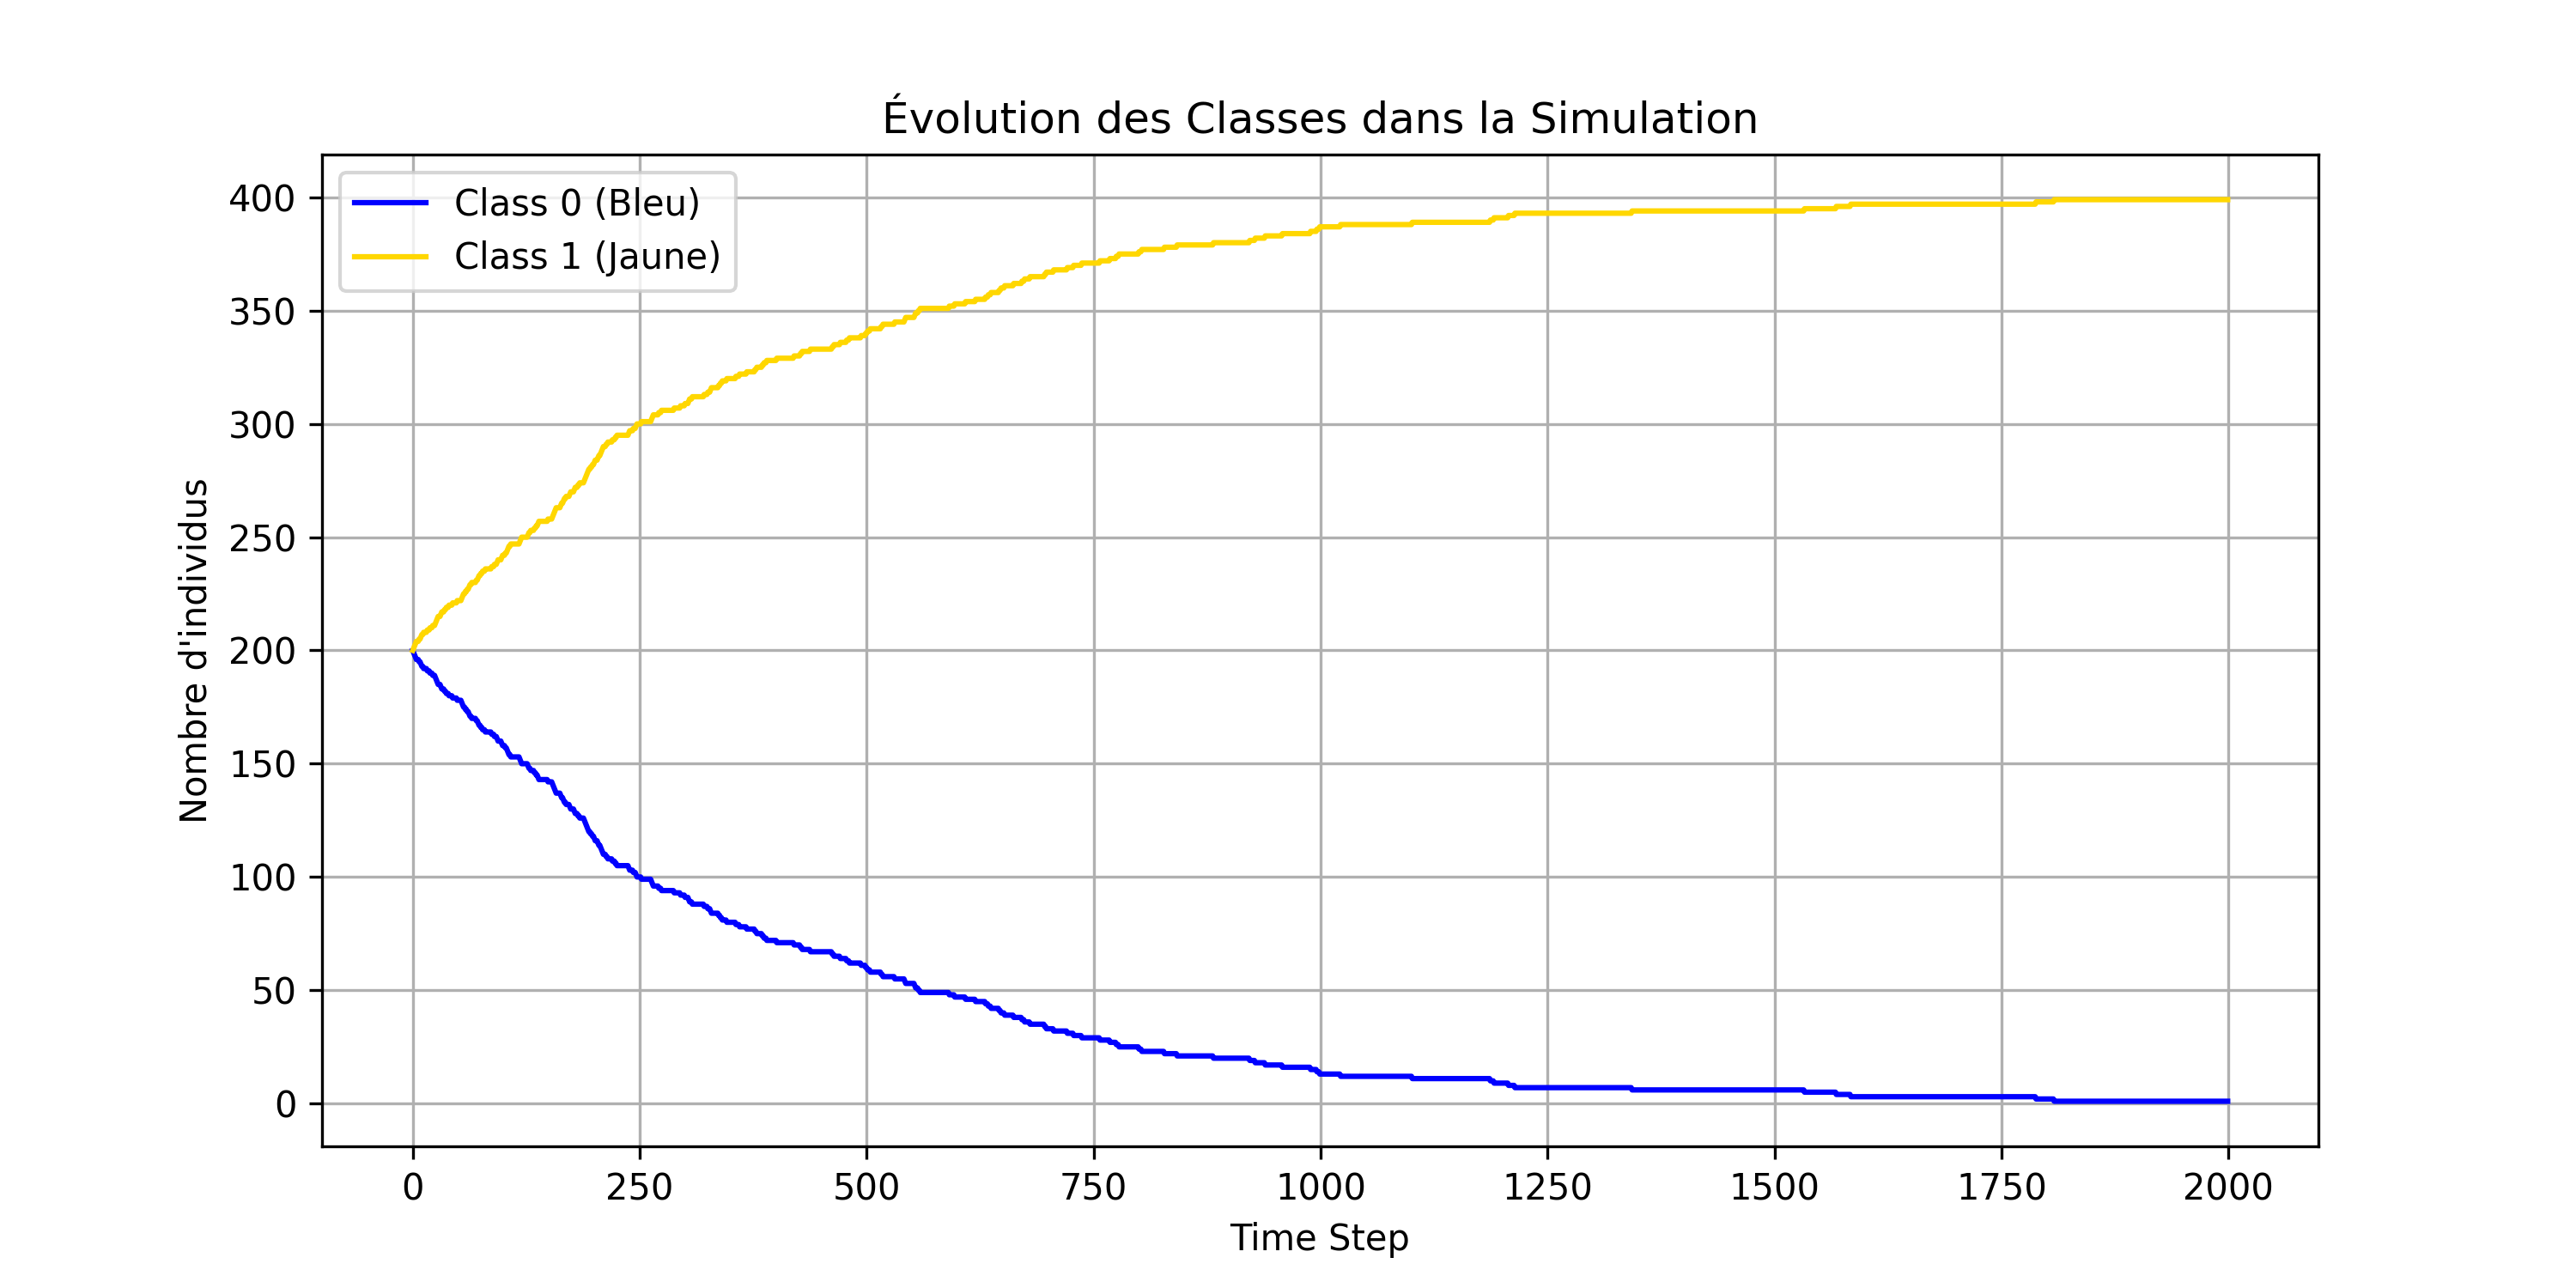 Évolution des Classes dans la Simulation
Class 0 (Bleu)
Class 1 (Jaune)
Nombre d'individus
400
350
300
250
200
150
100
50
0
0 250 500 750 1000 1250 1500 1750 2000
Time Step